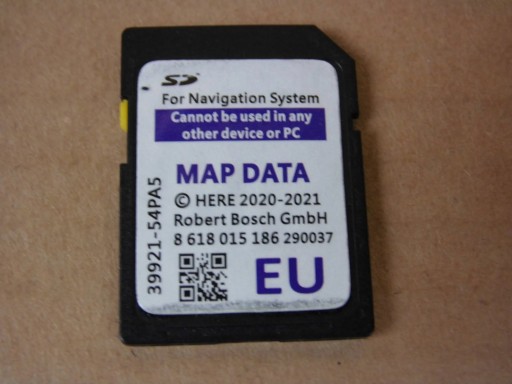 SD
For Navigation System
Cannot be used in any
other device or PC
MAP DATA
© HERE 2020-2021
Robert Bosch GmbH
8 618 015 186 290037
EU
39921-54PA5